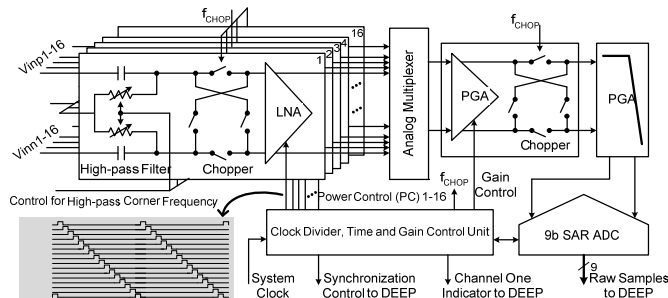 fCHOP
16
4
3
2
1
Vinp1-16
Vinn1-16
High-pass Filter
Chopper
LNA
Analog Multiplexer
fCHOP
PGA
Chopper
PGA
Control for High-pass Corner Frequency
Power Control (PC) 1-16
fCHOP
Gain
Control
Clock Divider, Time and Gain Control Unit
9b SAR ADC
System
Clock
Synchronization
Control to DEEP
Channel One
Indicator to DEEP
9
Raw Samples
to DEEP